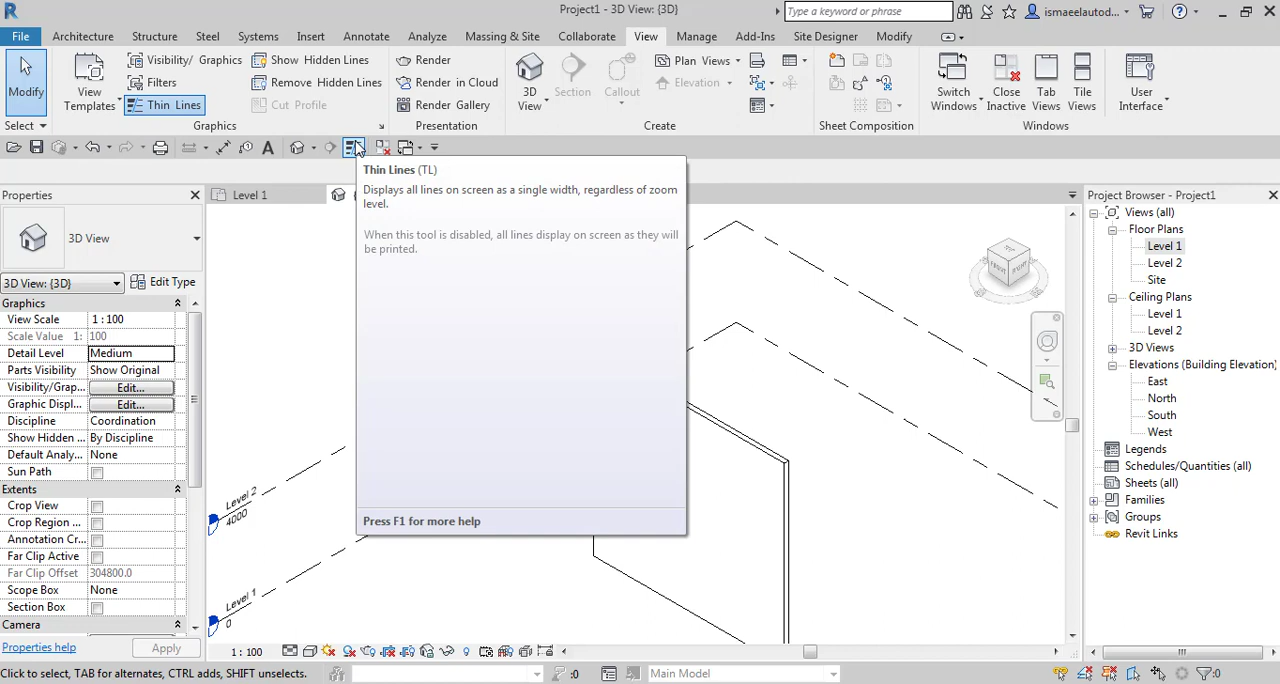 Project1 - 3D View: {3D}
Type a keyword or phrase
ismaeelautod...
File
Architecture
Structure
Steel
Systems
Insert
Annotate
Analyze
Massing & Site
Collaborate
View
Manage
Add-Ins
Site Designer
Modify
Modify
Select
View
Templates
Visibility/ Graphics
Filters
Thin Lines
Show Hidden Lines
Remove Hidden Lines
Cut Profile
Graphics
Render
Render in Cloud
Render Gallery
Presentation
3D
View
Section
Callout
Plan Views
Elevation
Create
Sheet Composition
Switch
Windows
Close
Inactive
Tab
Views
Tile
Views
Windows
User
Interface
Properties
3D View
3D View: {3D}
Edit Type
Graphics
View Scale 1 : 100
Scale Value 1: 100
Detail Level Medium
Parts Visibility Show Original
Visibility/Grap... Edit...
Graphic Displ... Edit...
Discipline Coordination
Show Hidden ... By Discipline
Default Analy... None
Sun Path
Extents
Crop View
Crop Region ...
Annotation Cr...
Far Clip Active
Far Clip Offset 304800.0
Scope Box None
Section Box
Camera
Properties help
Apply
Level 1
Thin Lines (TL)
Displays all lines on screen as a single width, regardless of zoom
level.
When this tool is disabled, all lines display on screen as they will
be printed.
Press F1 for more help
Level 2
4000
Level 1
0
FRONT
RIGHT
Project Browser - Project1
Views (all)
Floor Plans
Level 1
Level 2
Site
Ceiling Plans
Level 1
Level 2
3D Views
Elevations (Building Elevation)
East
North
South
West
Legends
Schedules/Quantities (all)
Sheets (all)
Families
Groups
Revit Links
1 : 100
Click to select, TAB for alternates, CTRL adds, SHIFT unselects.
:0
Main Model
:0